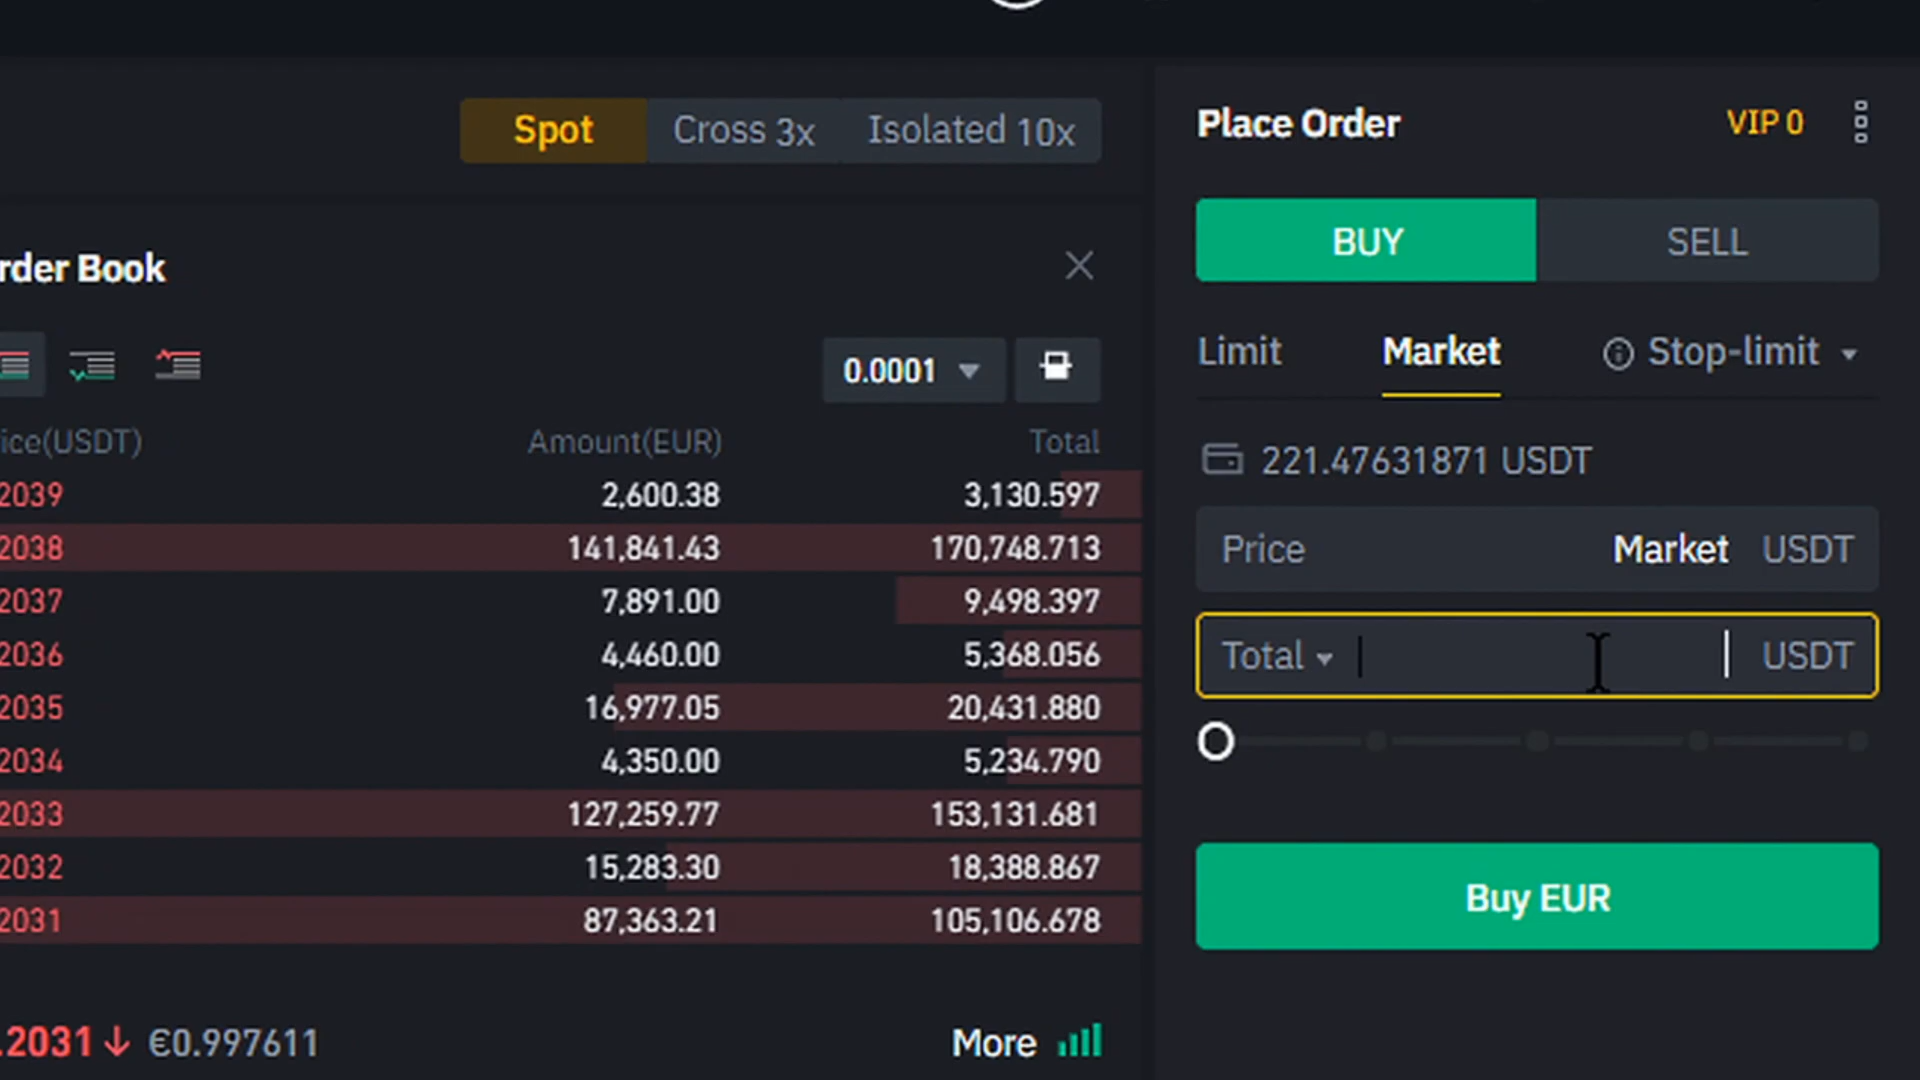 Spot Cross 3x Isolated 10x
Place Order VIP 0
BUY SELL
rder Book
Limit Market Stop-limit
0.0001
ice(USDT) Amount(EUR) Total
221.47631871 USDT
2039 2,600.38 3,130.597
2038 141,841.43 170,748.713
Price Market USDT
2037 7,891.00 9,498.397
2036 4,460.00 5,368.056
Total USDT
2035 16,977.05 20,431.880
2034 4,350.00 5,234.790
2033 127,259.77 153,131.681
2032 15,283.30 18,388.867
Buy EUR
2031 87,363.21 105,106.678
.2031 ↓ €0.997611 More